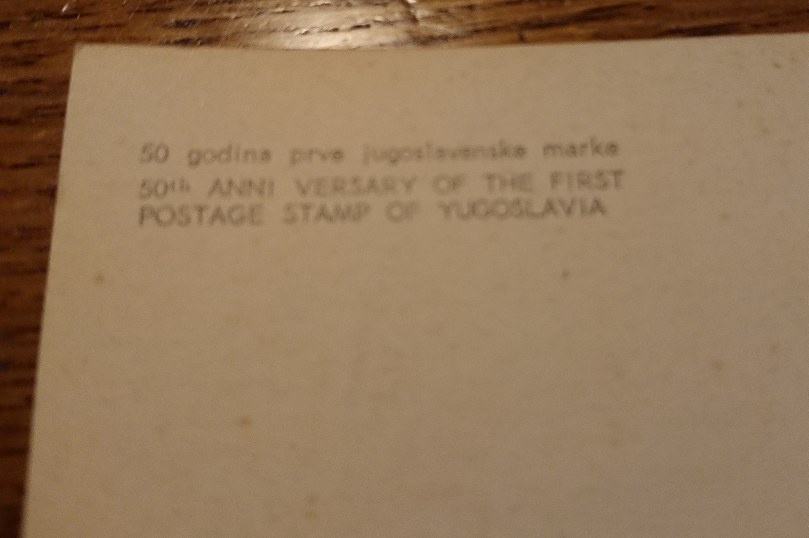 50 godina prve jugoslavenske marke
50th ANNI VERSARY OF THE FIRST
POSTAGE STAMP OF YUGOSLAVIA